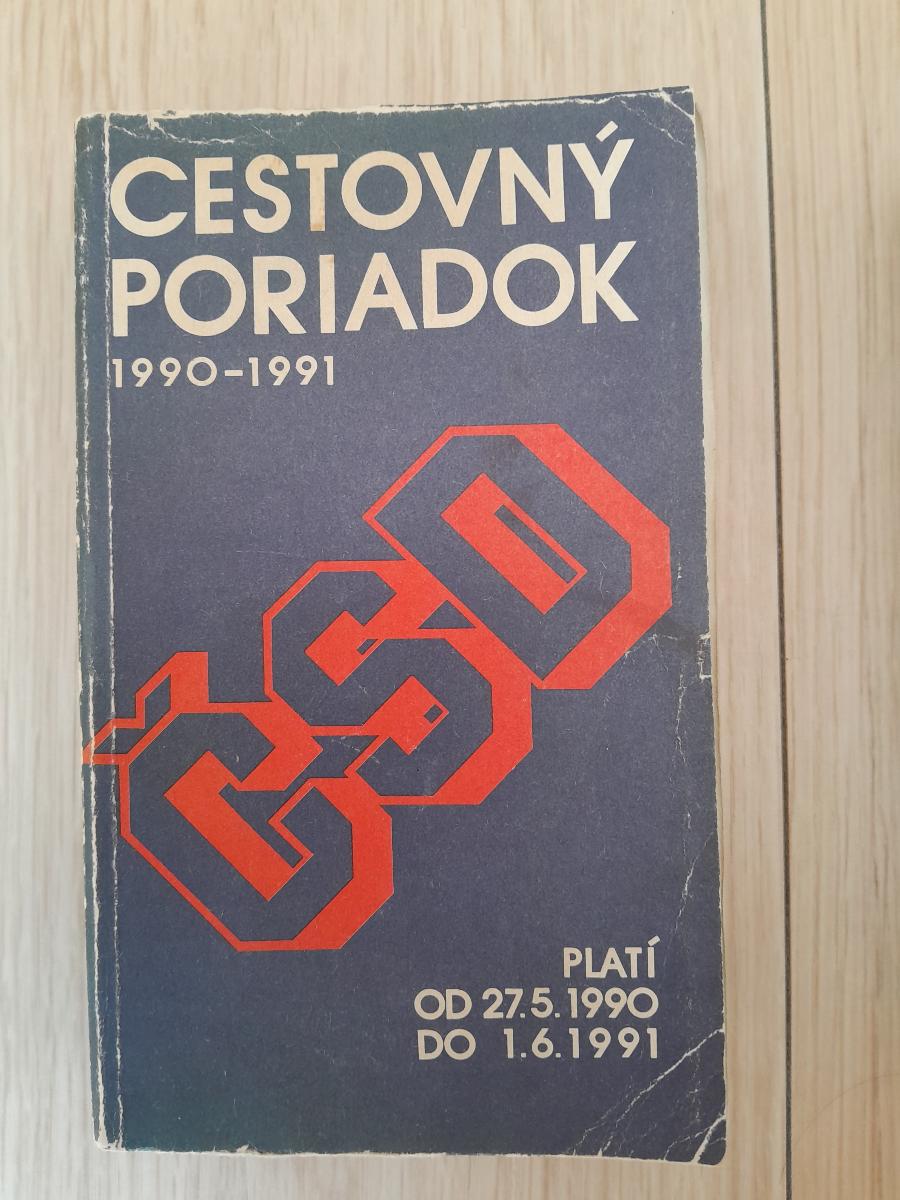 CESTOVNÝ
PORIADOK
1990-1991
ČSD
PLATÍ
OD 27.5.1990
DO 1.6.1991